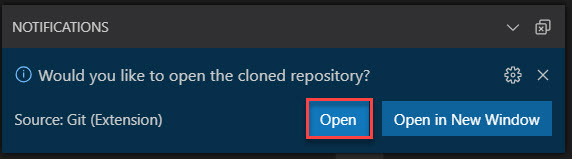 NOTIFICATIONS
Would you like to open the cloned repository?
Source: Git (Extension) Open Open in New Window